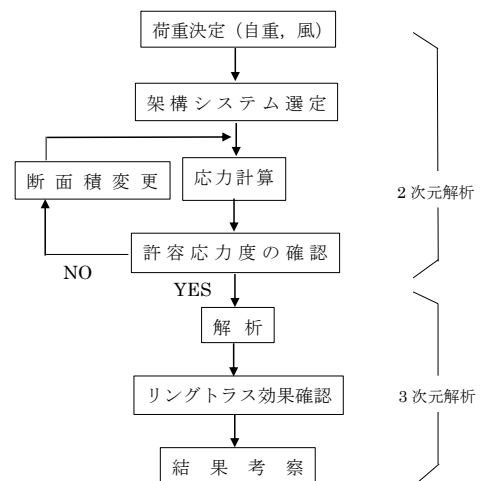 荷重決定（自重，風）
架構システム選定
応力計算
断面積変更
2次元解析
許容応力度の確認
NO
YES
解析
リングトラス効果確認
3次元解析
結果考察